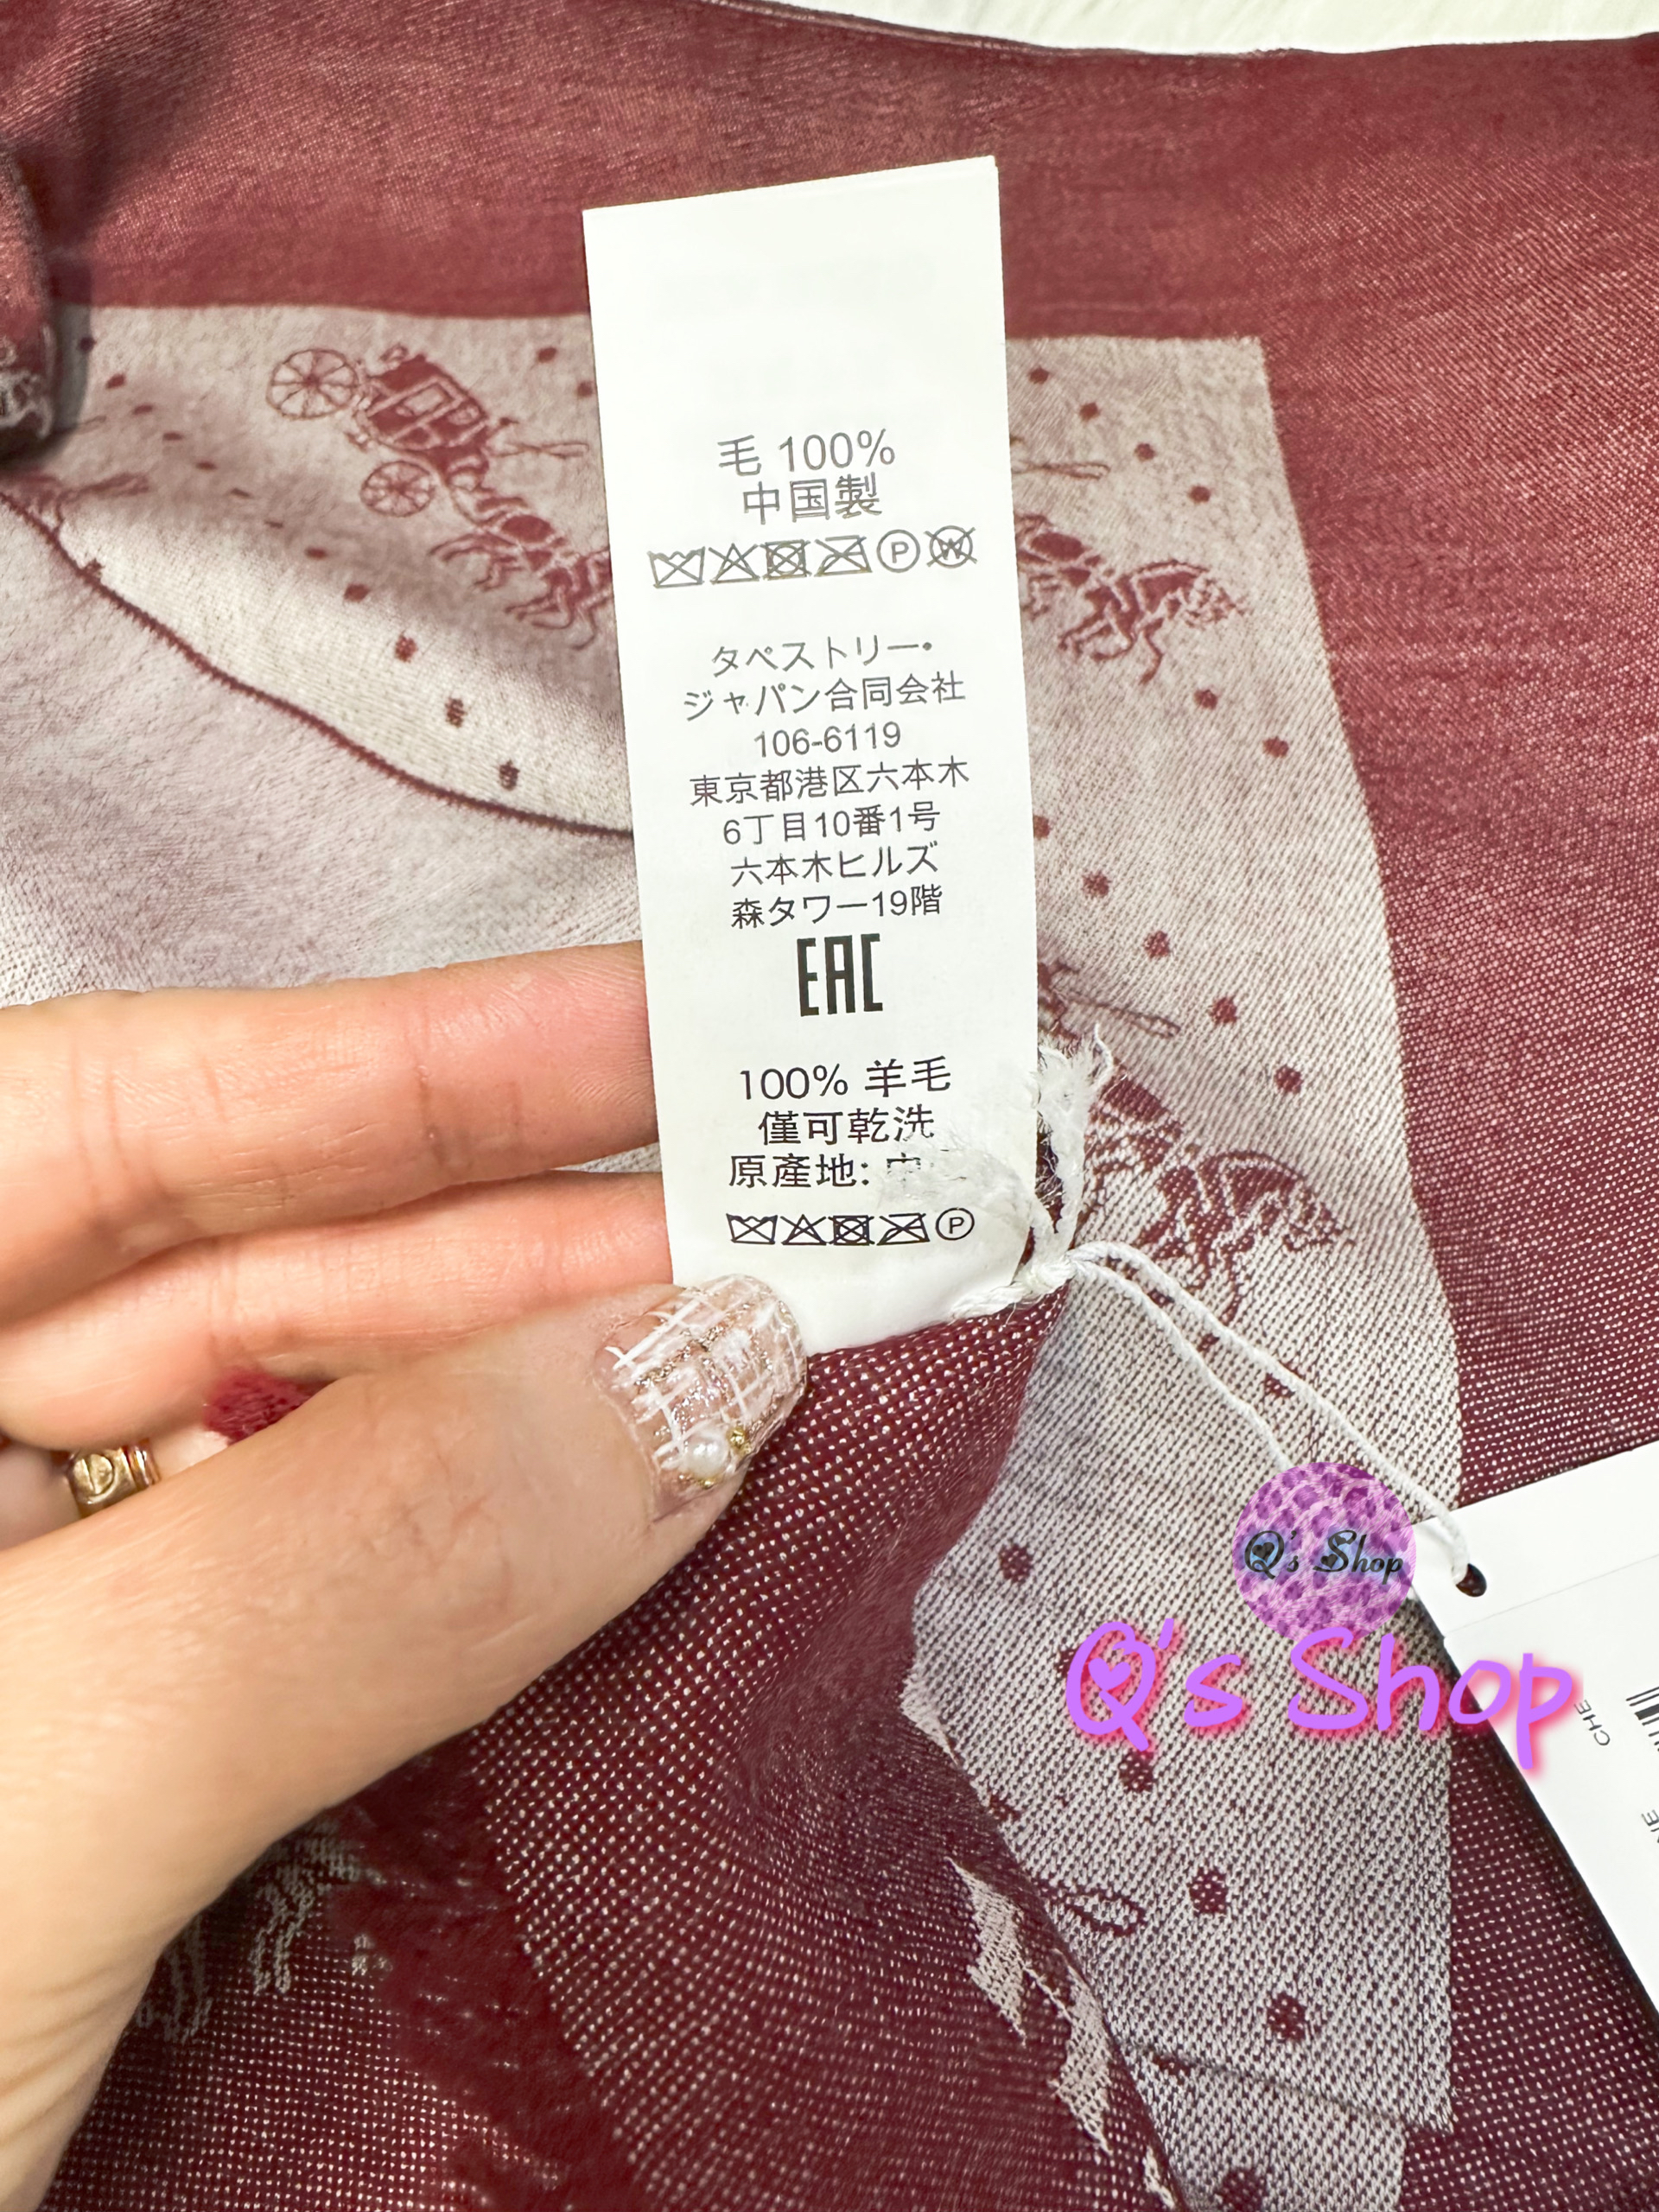 毛 100%
中国製
P W
タペストリー・
ジャパン合同会社
106-6119
東京都港区六本木
6丁目10番1号
六本木ヒルズ
森タワー19階
EAC
100% 羊毛
僅可乾洗
原產地:
P
Q's Shop
Q's Shop
CHE